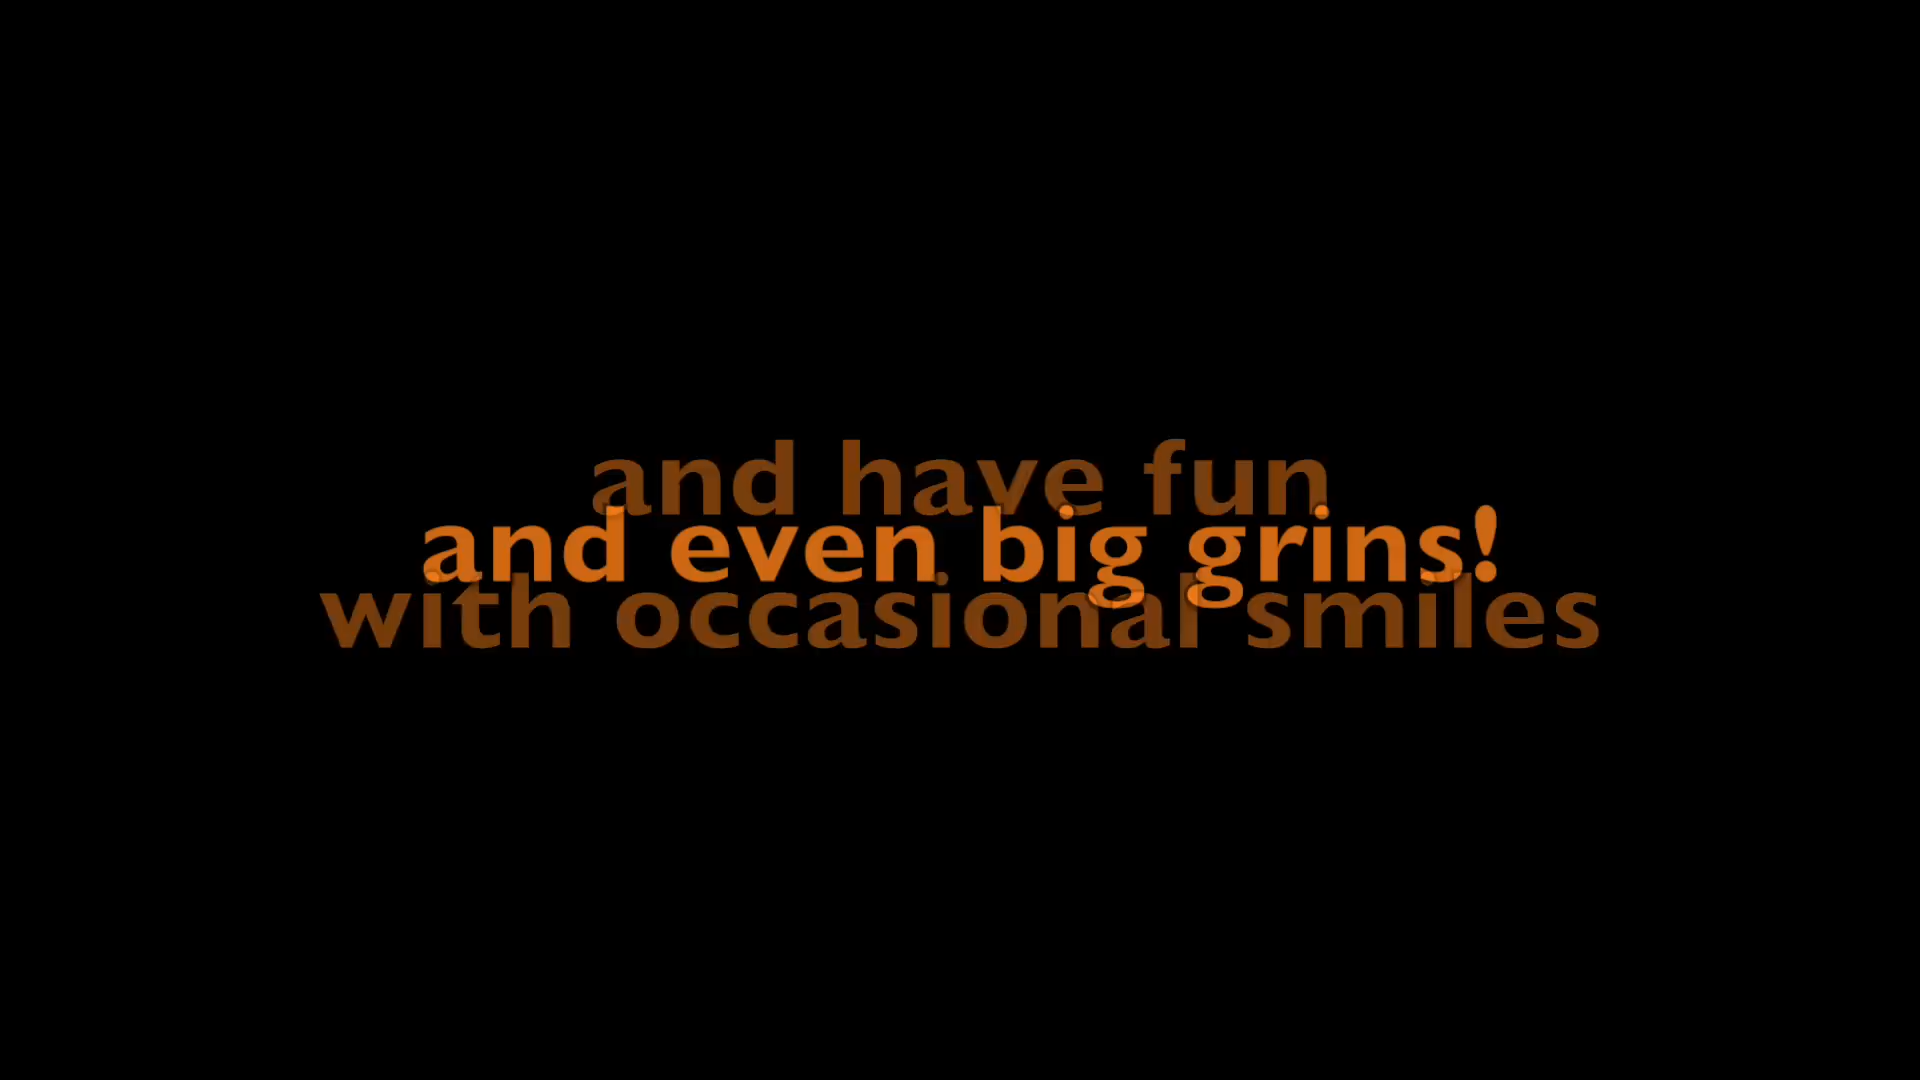 and have fun
and even big grins!
with occasional smiles